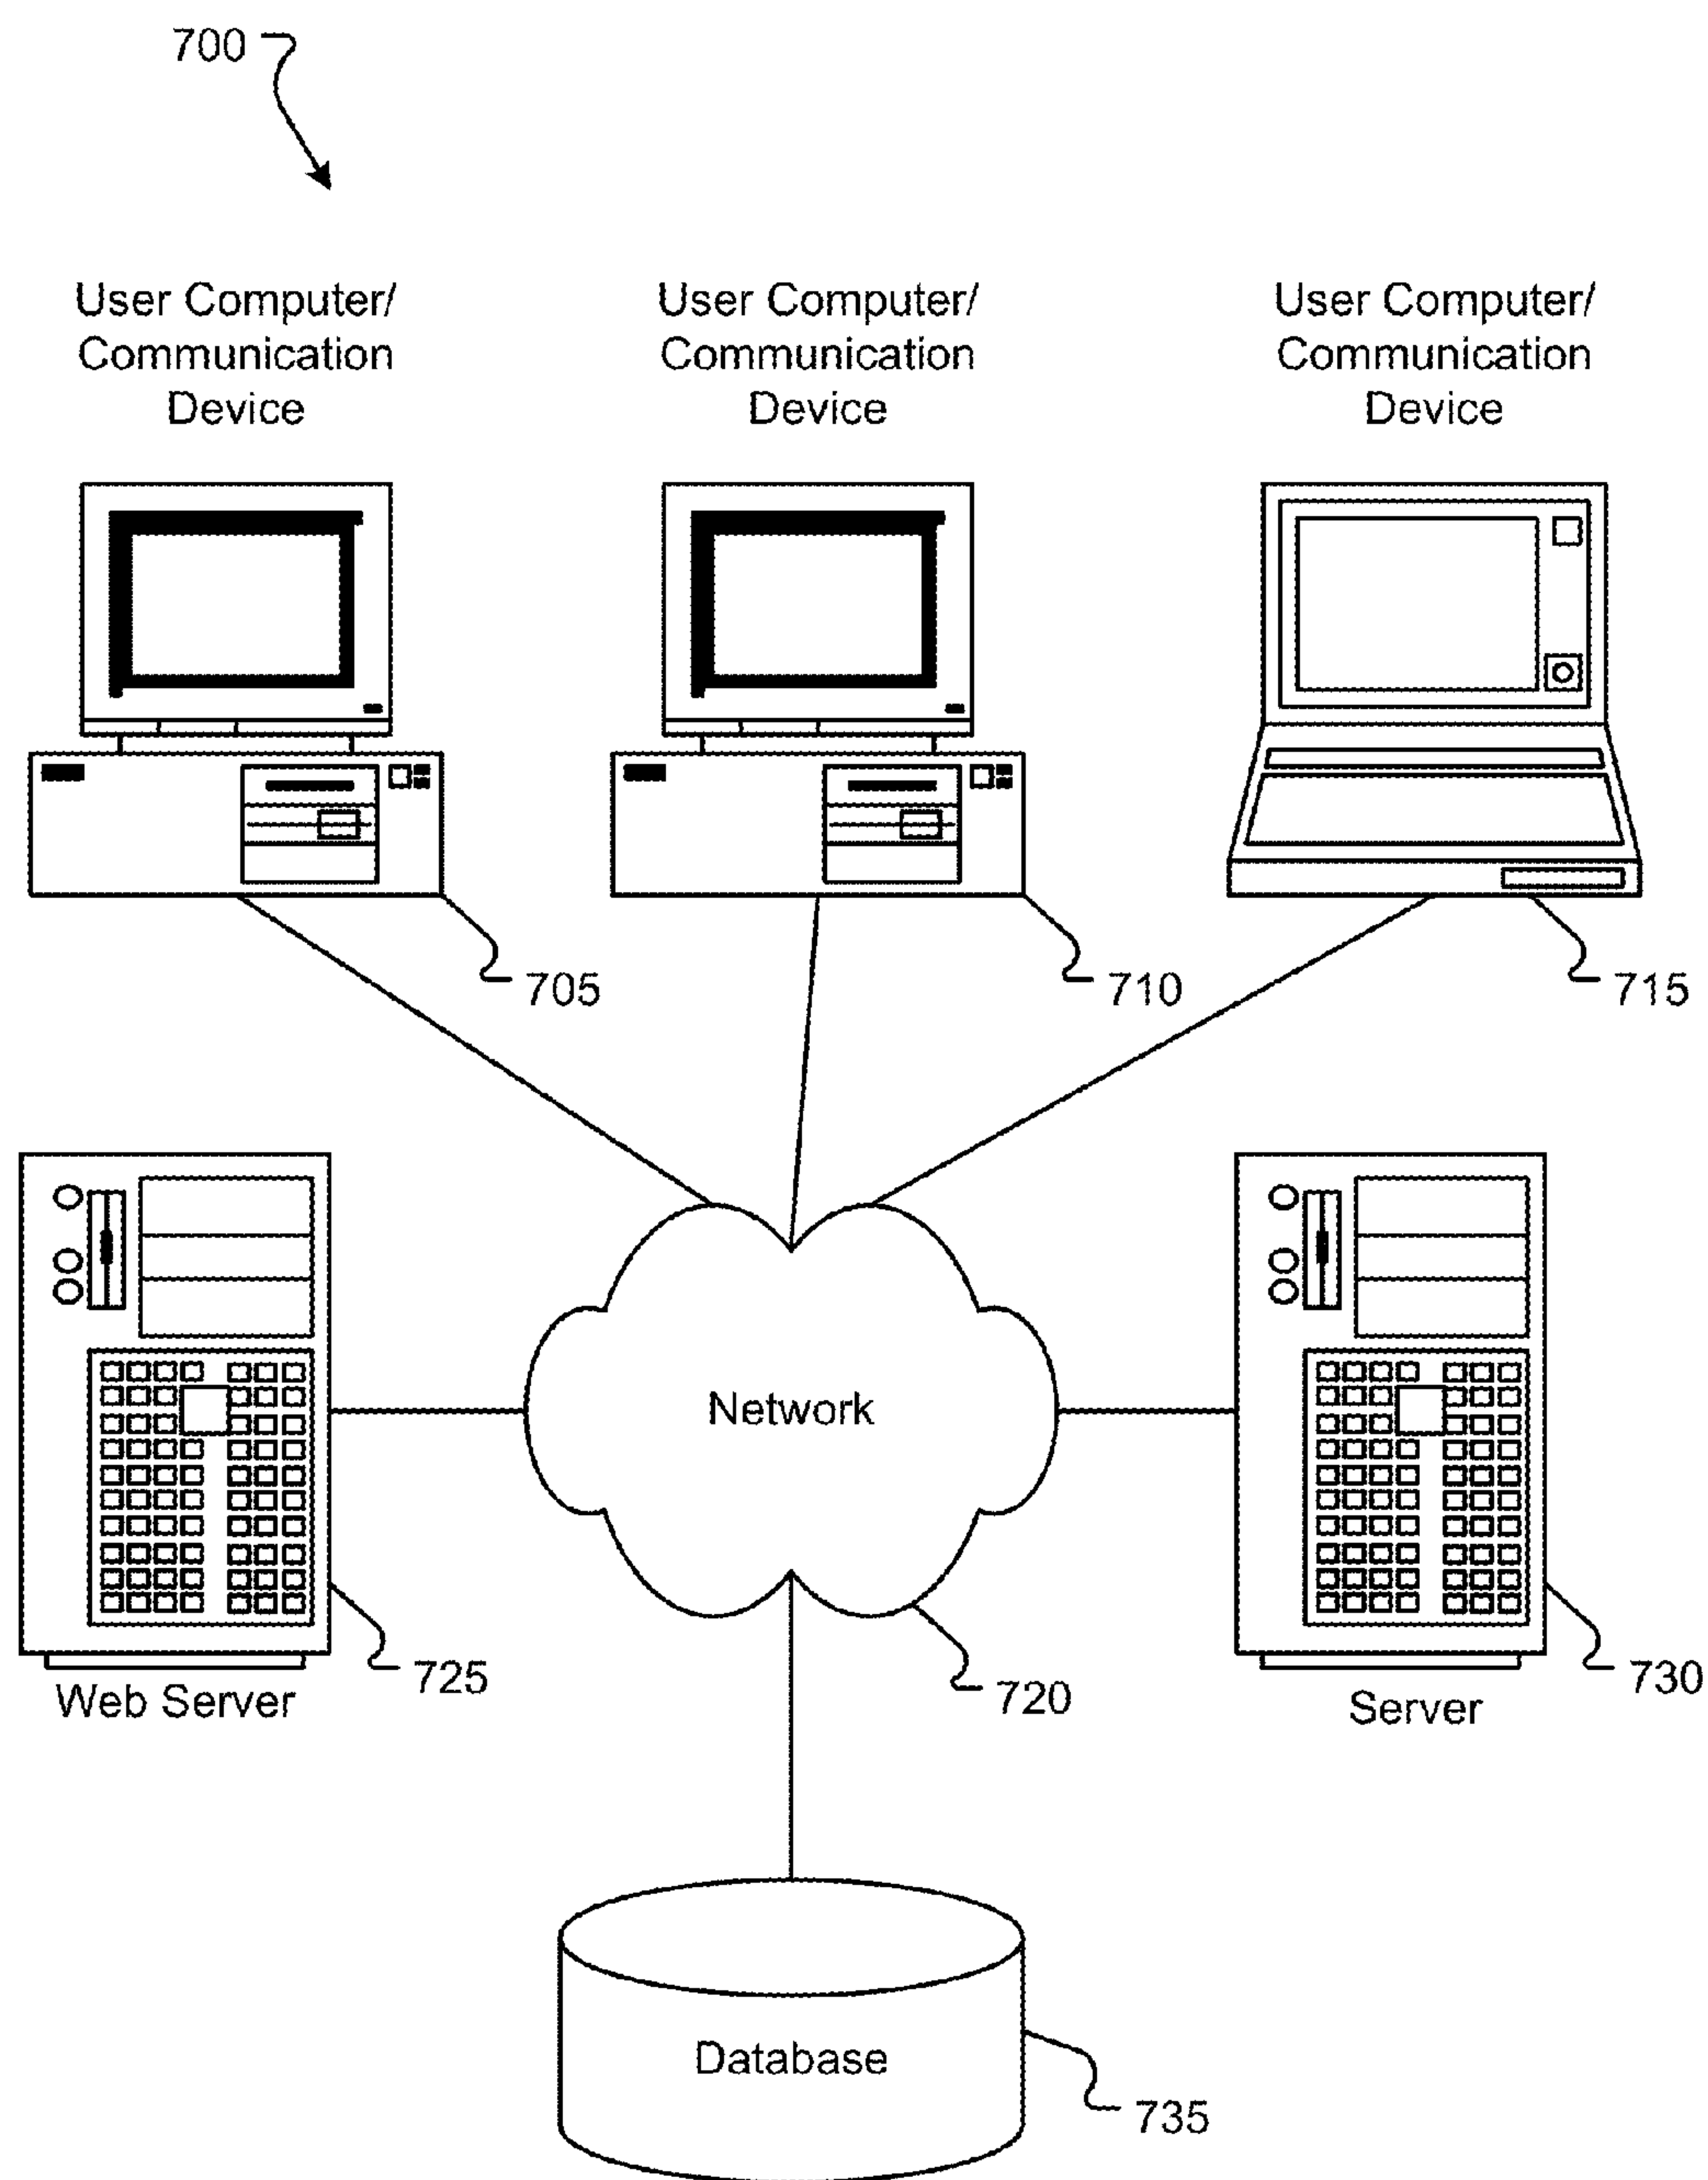 700
User Computer/
Communication
Device
User Computer/
Communication
Device
User Computer/
Communication
Device
705
710
715
Network
725
Web Server
720
730
Server
Database
735